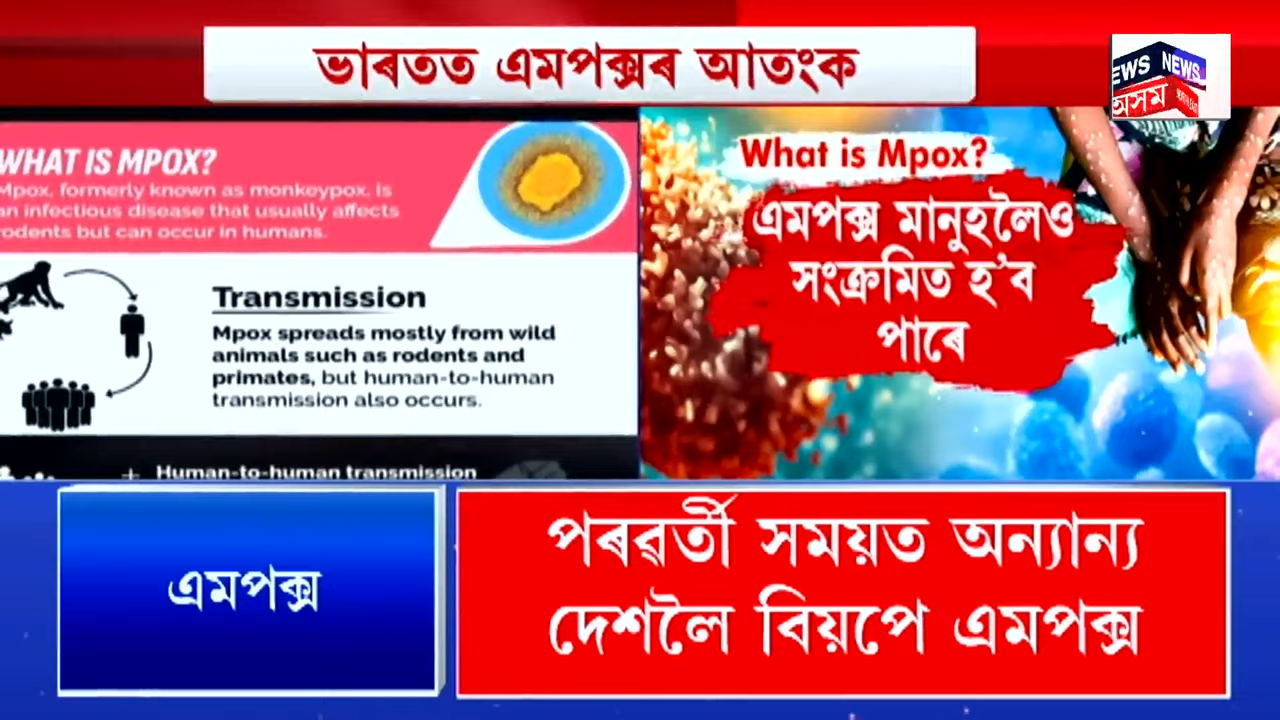 ভাৰতত এমপক্সৰ আতংক
EWS NEWS
অসম
WHAT IS MPOX?
Mpox, formerly known as monkeypox, is
an infectious disease that usually affects
rodents but can occur in humans.
Transmission
Mpox spreads mostly from wild
animals such as rodents and
primates, but human-to-human
transmission also occurs.
Human-to-human transmission
What is Mpox?
এমপক্স মানুহলৈও
সংক্ৰমিত হ'ব
পাৰে
এমপক্স
পৰৱৰ্তী সময়ত অন্যান্য
দেশলৈ বিয়পে এমপক্স